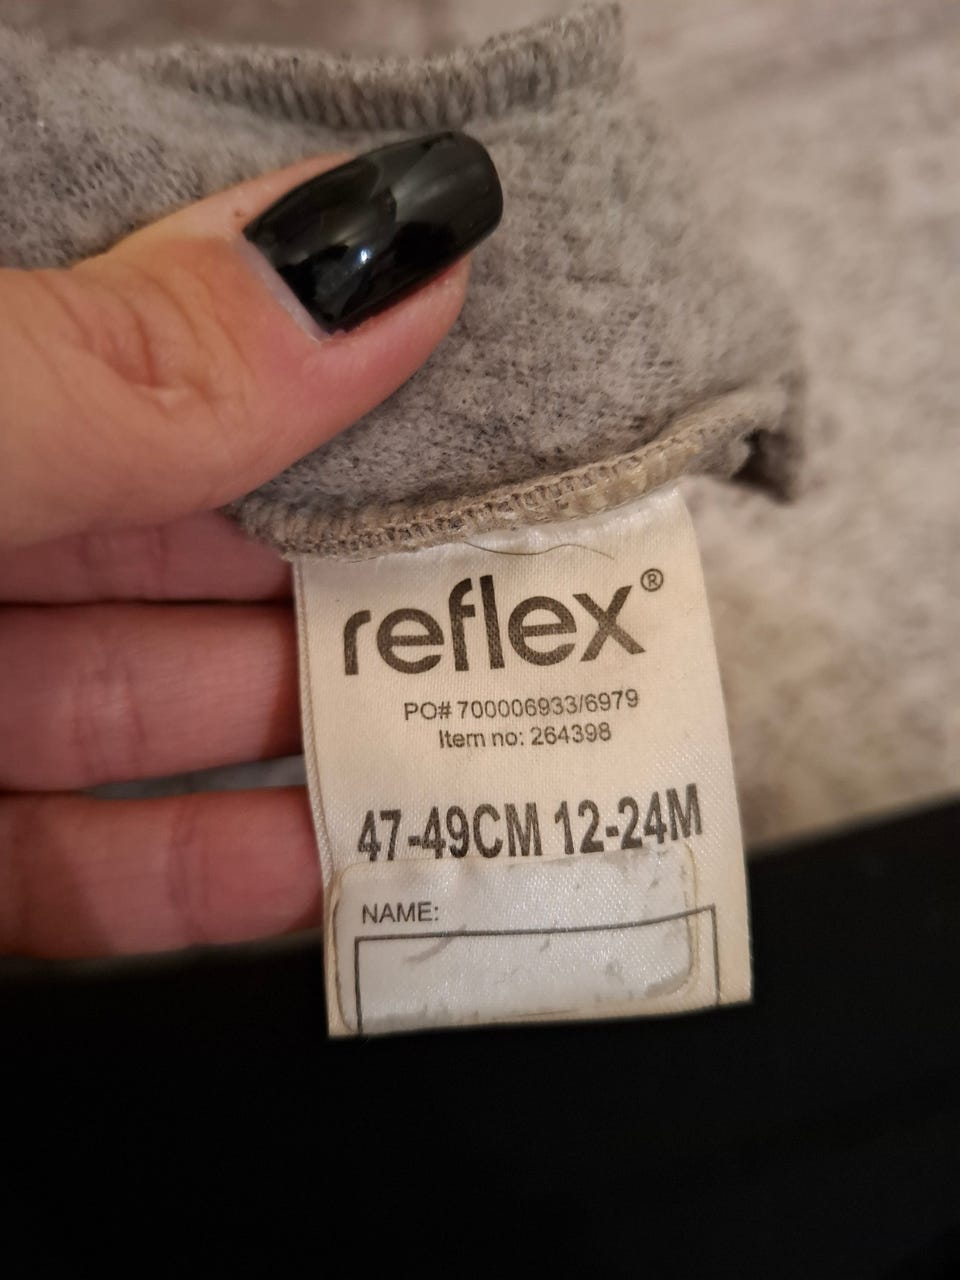 reflex®
PO# 700006933/6979
Item no: 264398
47-49CM 12-24M
NAME: